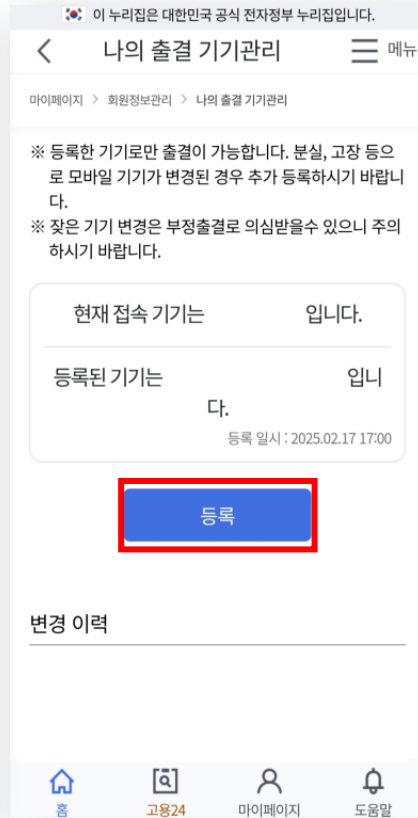 이 누리집은 대한민국 공식 전자정부 누리집입니다.
나의 출결 기기관리
메뉴
마이페이지 > 회원정보관리 > 나의 출결 기기관리
※ 등록한 기기로만 출결이 가능합니다. 분실, 고장 등으
로 모바일 기기가 변경된 경우 추가 등록하시기 바랍니
다.
※ 잦은 기기 변경은 부정출결로 의심받을수 있으니 주의
하시기 바랍니다.
현재 접속 기기는 입니다.
등록된 기기는 입니
다.
등록 일시 : 2025.02.17 17:00
등록
변경 이력
홈 고용24 마이페이지 도움말